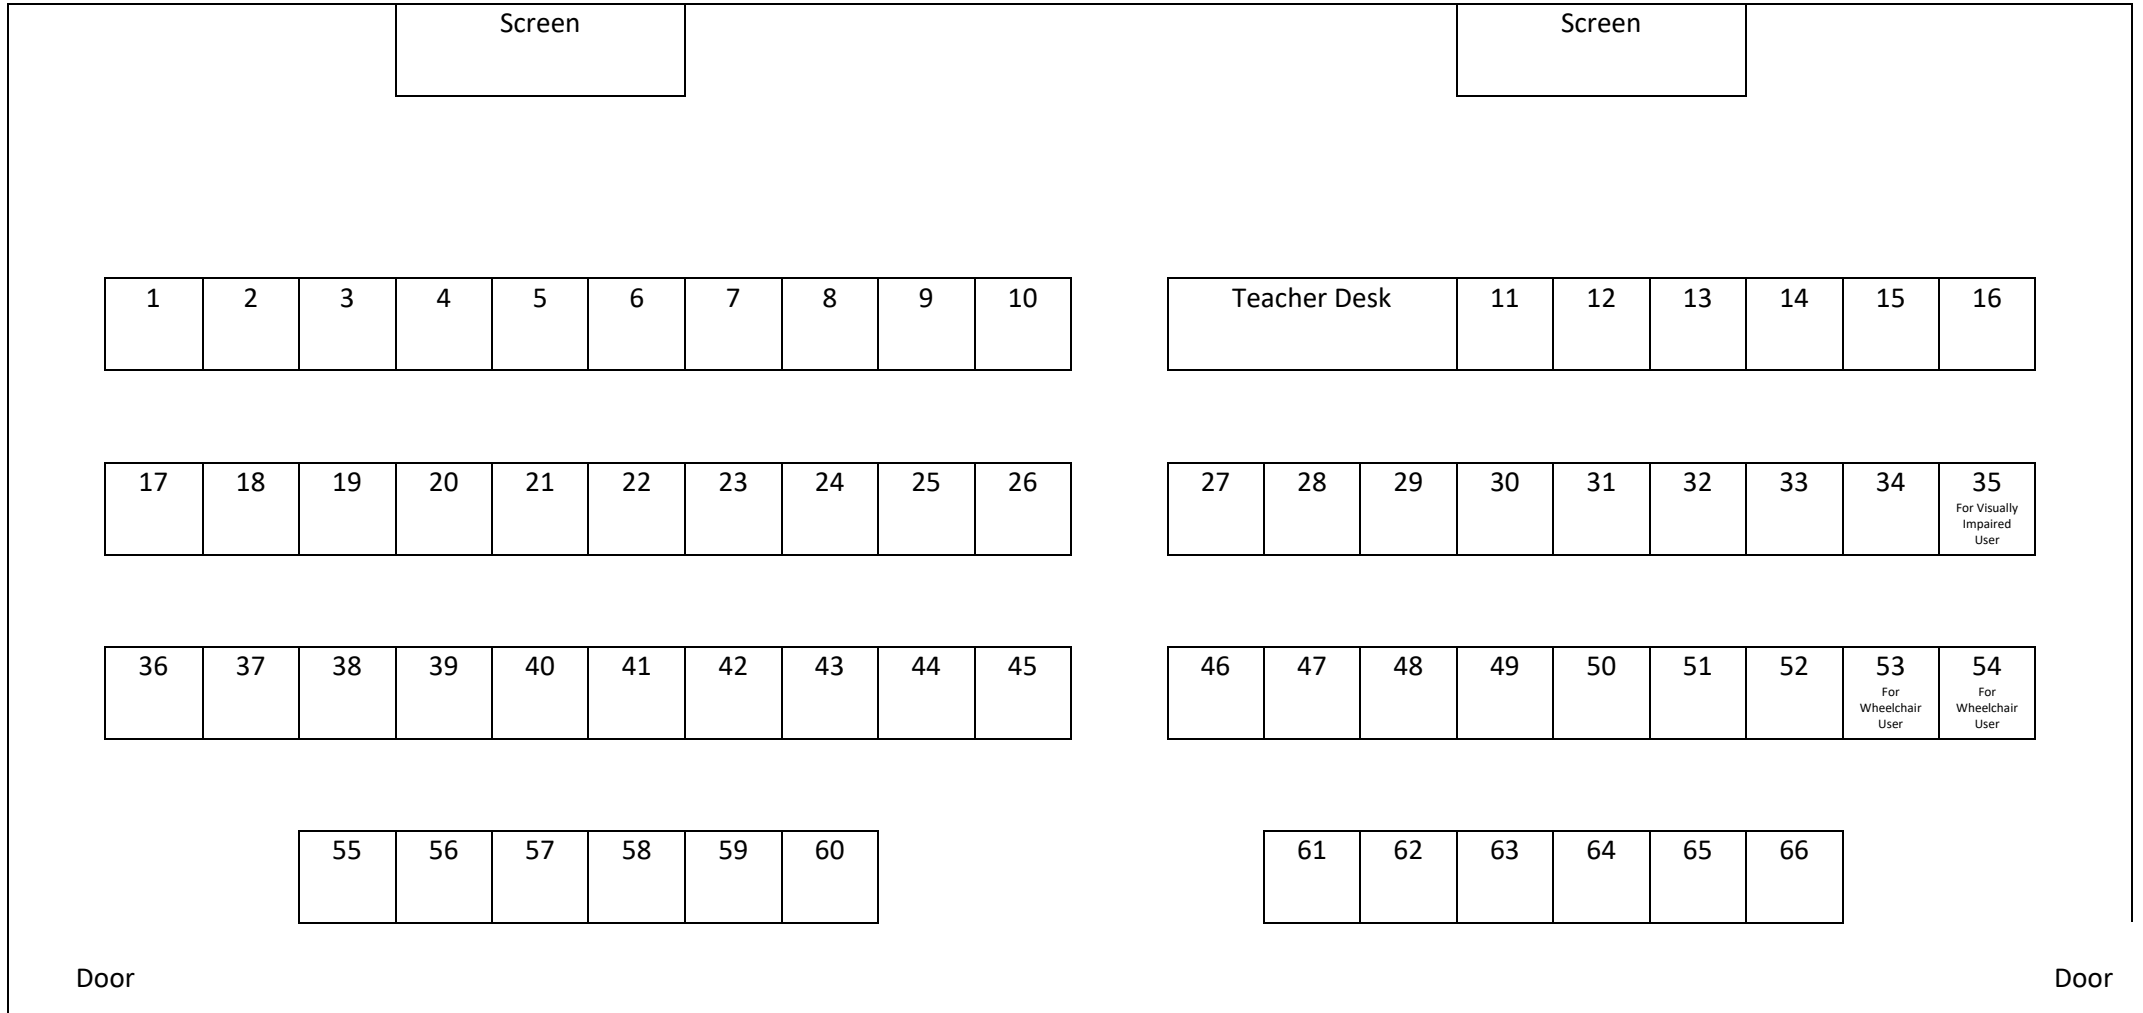 Screen Screen
1 2 3 4 5 6 7 8 9 10 Teacher Desk 11 12 13 14 15 16
17 18 19 20 21 22 23 24 25 26 27 28 29 30 31 32 33 34 35
For Visually
Impaired
User
36 37 38 39 40 41 42 43 44 45 46 47 48 49 50 51 52 53 54
For For
Wheelchair Wheelchair
User User
55 56 57 58 59 60 61 62 63 64 65 66
Door Door